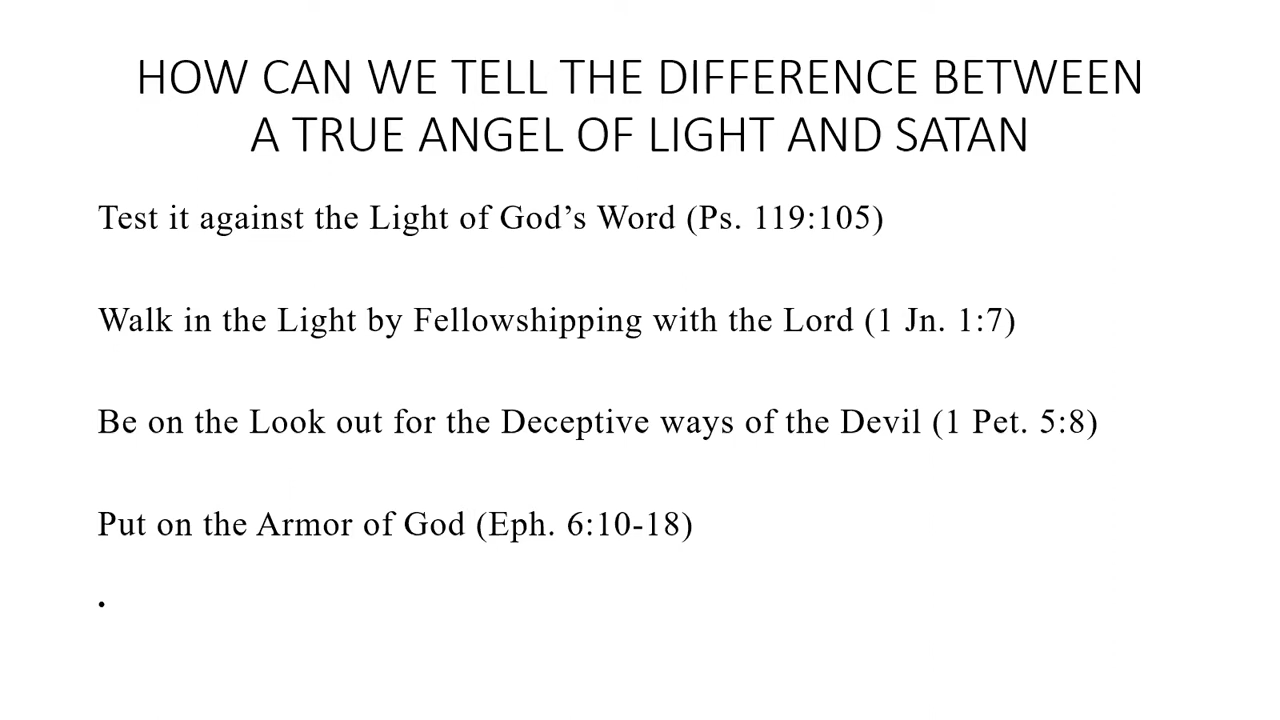 HOW CAN WE TELL THE DIFFERENCE BETWEEN
A TRUE ANGEL OF LIGHT AND SATAN
Test it against the Light of God’s Word (Ps. 119:105)
Walk in the Light by Fellowshipping with the Lord (1 Jn. 1:7)
Be on the Look out for the Deceptive ways of the Devil (1 Pet. 5:8)
Put on the Armor of God (Eph. 6:10-18)
•